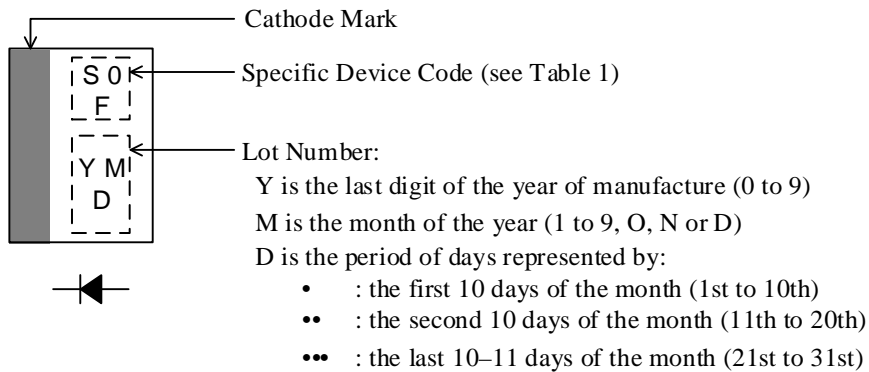 Cathode Mark
S 0
F
Specific Device Code (see Table 1)
Y M
D
Lot Number:
Y is the last digit of the year of manufacture (0 to 9)
M is the month of the year (1 to 9, O, N or D)
D is the period of days represented by:
• : the first 10 days of the month (1st to 10th)
•• : the second 10 days of the month (11th to 20th)
••• : the last 10–11 days of the month (21st to 31st)